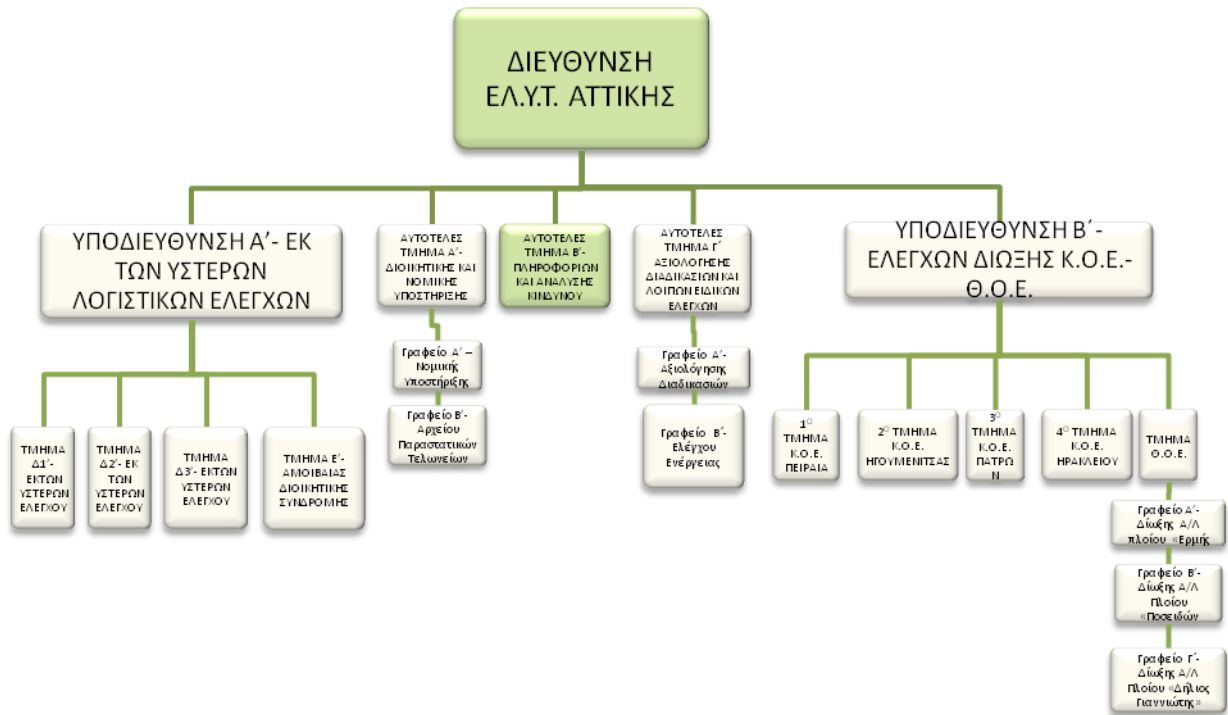 ΔΙΕΥΘΥΝΣΗ
ΕΛ.Υ.Τ. ΑΤΤΙΚΗΣ
ΥΠΟΔΙΕΥΘΥΝΣΗ Α'- ΕΚ
ΤΩΝ ΥΣΤΕΡΩΝ
ΛΟΓΙΣΤΙΚΩΝ ΕΛΕΓΧΩΝ
ΑΥΤΟΤΕΛΕΣ
ΤΜΗΜΑ Α'-
ΔΙΟΙΚΗΤΙΚΗΣ ΚΑΙ
ΝΟΜΙΚΗΣ
ΥΠΟΣΤΗΡΙΞΗΣ
ΑΥΤΟΤΕΛΕΣ
ΤΜΗΜΑ Β'-
ΠΛΗΡΟΦΟΡΙΩΝ
ΚΑΙ ΑΝΑΛΥΣΗΣ
ΚΙΝΔΥΝΟΥ
ΑΥΤΟΤΕΛΕΣ
ΤΜΗΜΑ Γ΄
ΑΞΙΟΛΟΓΗΣΗΣ
ΔΙΑΔΙΚΑΣΙΩΝ ΚΑΙ
ΛΟΙΠΩΝ ΕΙΔΙΚΩΝ
ΕΛΕΓΧΩΝ
ΥΠΟΔΙΕΥΘΥΝΣΗ Β΄-
ΕΛΕΓΧΩΝ ΔΙΩΞΗΣ Κ.Ο.Ε.-
Θ.Ο.Ε.
Γραφείο Α΄ –
Νομικής
Υποστήριξης
Γραφείο Β΄-
Αρχείου
Παραστατικών
Τελωνείων
Γραφείο Α΄-
Αξιολόγησης
Διαδικασιών
Γραφείο Β΄-
Ελέγχου
Ενέργειας
ΤΜΗΜΑ
Δ1΄-
ΕΚ ΤΩΝ
ΥΣΤΕΡΩΝ
ΕΛΕΓΧΟΥ
ΤΜΗΜΑ
Δ2΄- ΕΚ
ΤΩΝ
ΥΣΤΕΡΩΝ
ΕΛΕΓΧΟΥ
ΤΜΗΜΑ
Δ3΄- ΕΚ ΤΩΝ
ΥΣΤΕΡΩΝ
ΕΛΕΓΧΟΥ
ΤΜΗΜΑ Ε΄-
ΑΜΟΙΒΑΙΑΣ
ΔΙΟΙΚΗΤΙΚΗΣ
ΣΥΝΔΡΟΜΗΣ
1Ο
ΤΜΗΜΑ
Κ.Ο.Ε.
ΠΕΙΡΑΙΑ
2Ο ΤΜΗΜΑ
Κ.Ο.Ε.
ΗΓΟΥΜΕΝΙΤΣΑΣ
3Ο
ΤΜΗΜΑ
Κ.Ο.Ε.
ΠΑΤΡΩ
Ν
4Ο ΤΜΗΜΑ
Κ.Ο.Ε.
ΗΡΑΚΛΕΙΟΥ
ΤΜΗΜΑ
Θ.Ο.Ε.
Γραφείο Α΄-
Δίωξης Α/Λ
πλοίου «Ερμής
Γραφείο Β΄-
Δίωξης Α/Λ
Πλοίου
«Ποσειδών
Γραφείο Γ΄-
Δίωξης Α/Λ
Πλοίου «Δήλιος
Γιαννιώτης»